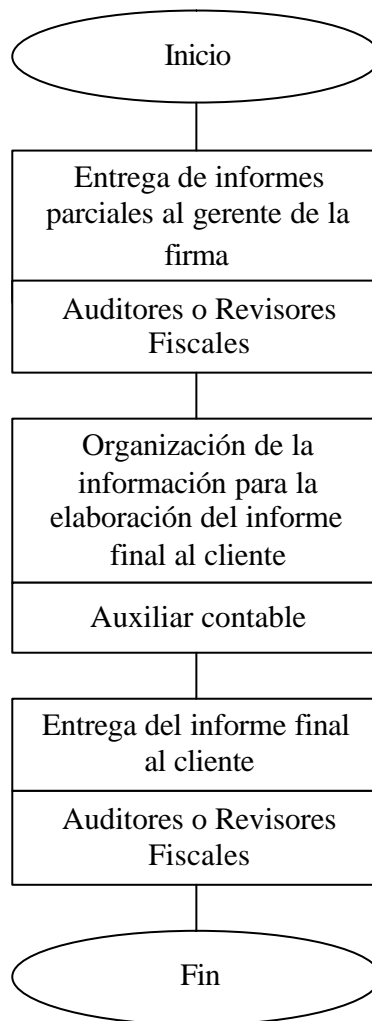 Inicio
Entrega de informes
parciales al gerente de la
firma
Auditores o Revisores
Fiscales
Organización de la
información para la
elaboración del informe
final al cliente
Auxiliar contable
Entrega del informe final
al cliente
Auditores o Revisores
Fiscales
Fin